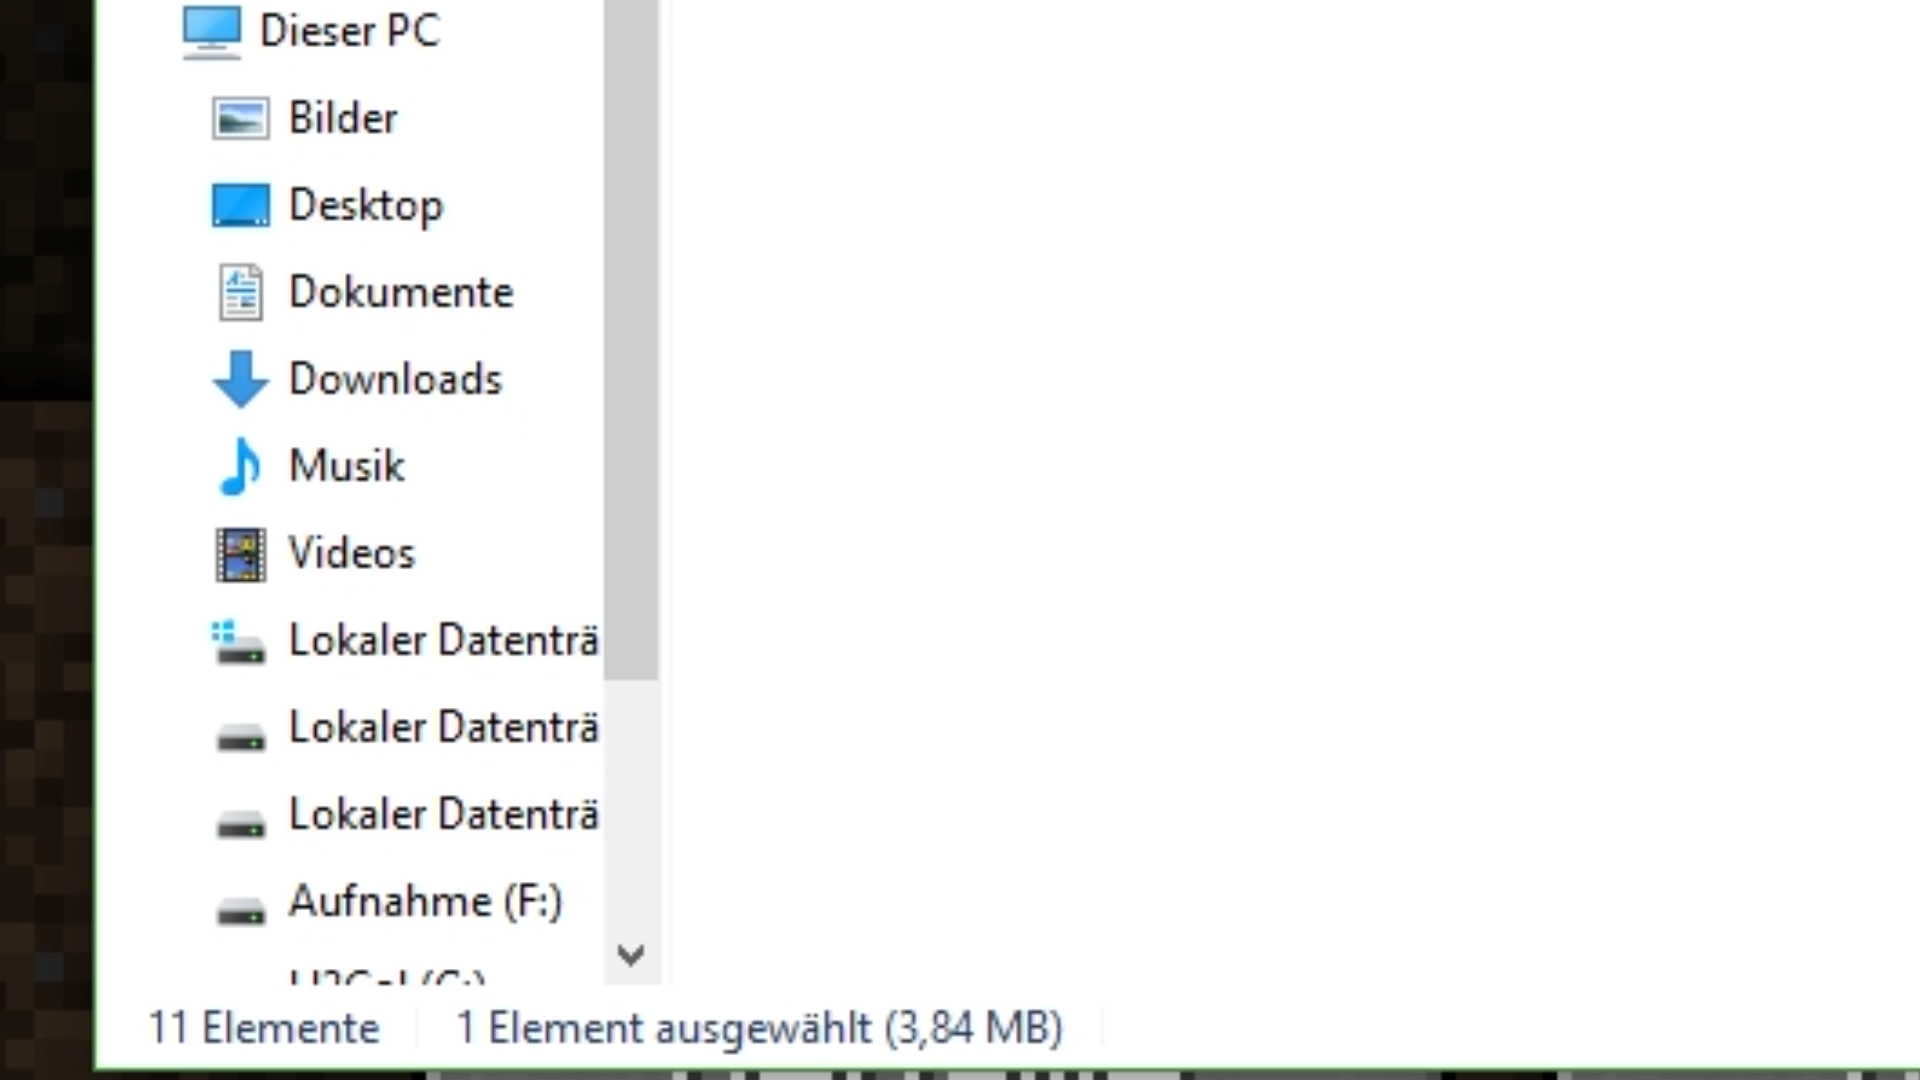 Dieser PC
Bilder
Desktop
Dokumente
Downloads
Musik
Videos
Lokaler Datenträ
Lokaler Datenträ
Lokaler Datenträ
Aufnahme (F:)
11 Elemente 1 Element ausgewählt (3,84 MB)